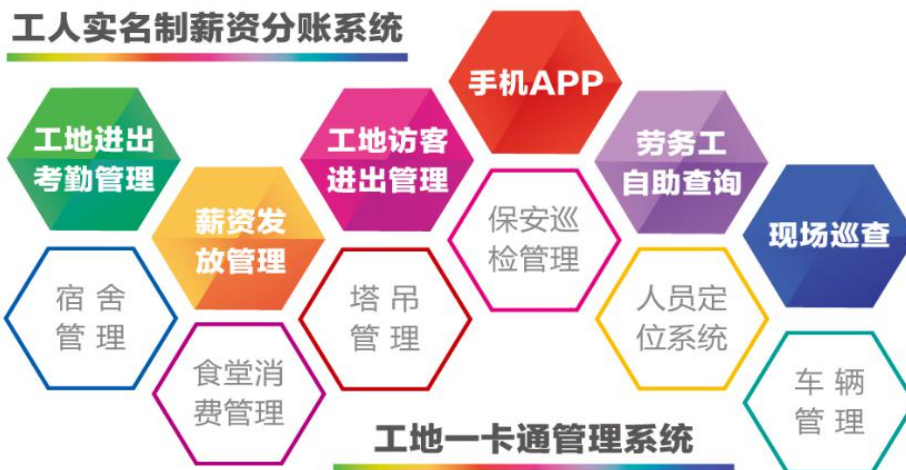 工人实名制薪资分账系统
手机APP
工地进出
考勤管理
工地访客
进出管理
劳务工
自助查询
薪资发
放管理
保安巡
检管理
现场巡查
宿 舍
管 理
塔 吊
管 理
人员定
位系统
食堂消
费管理
车 辆
管 理
工地一卡通管理系统